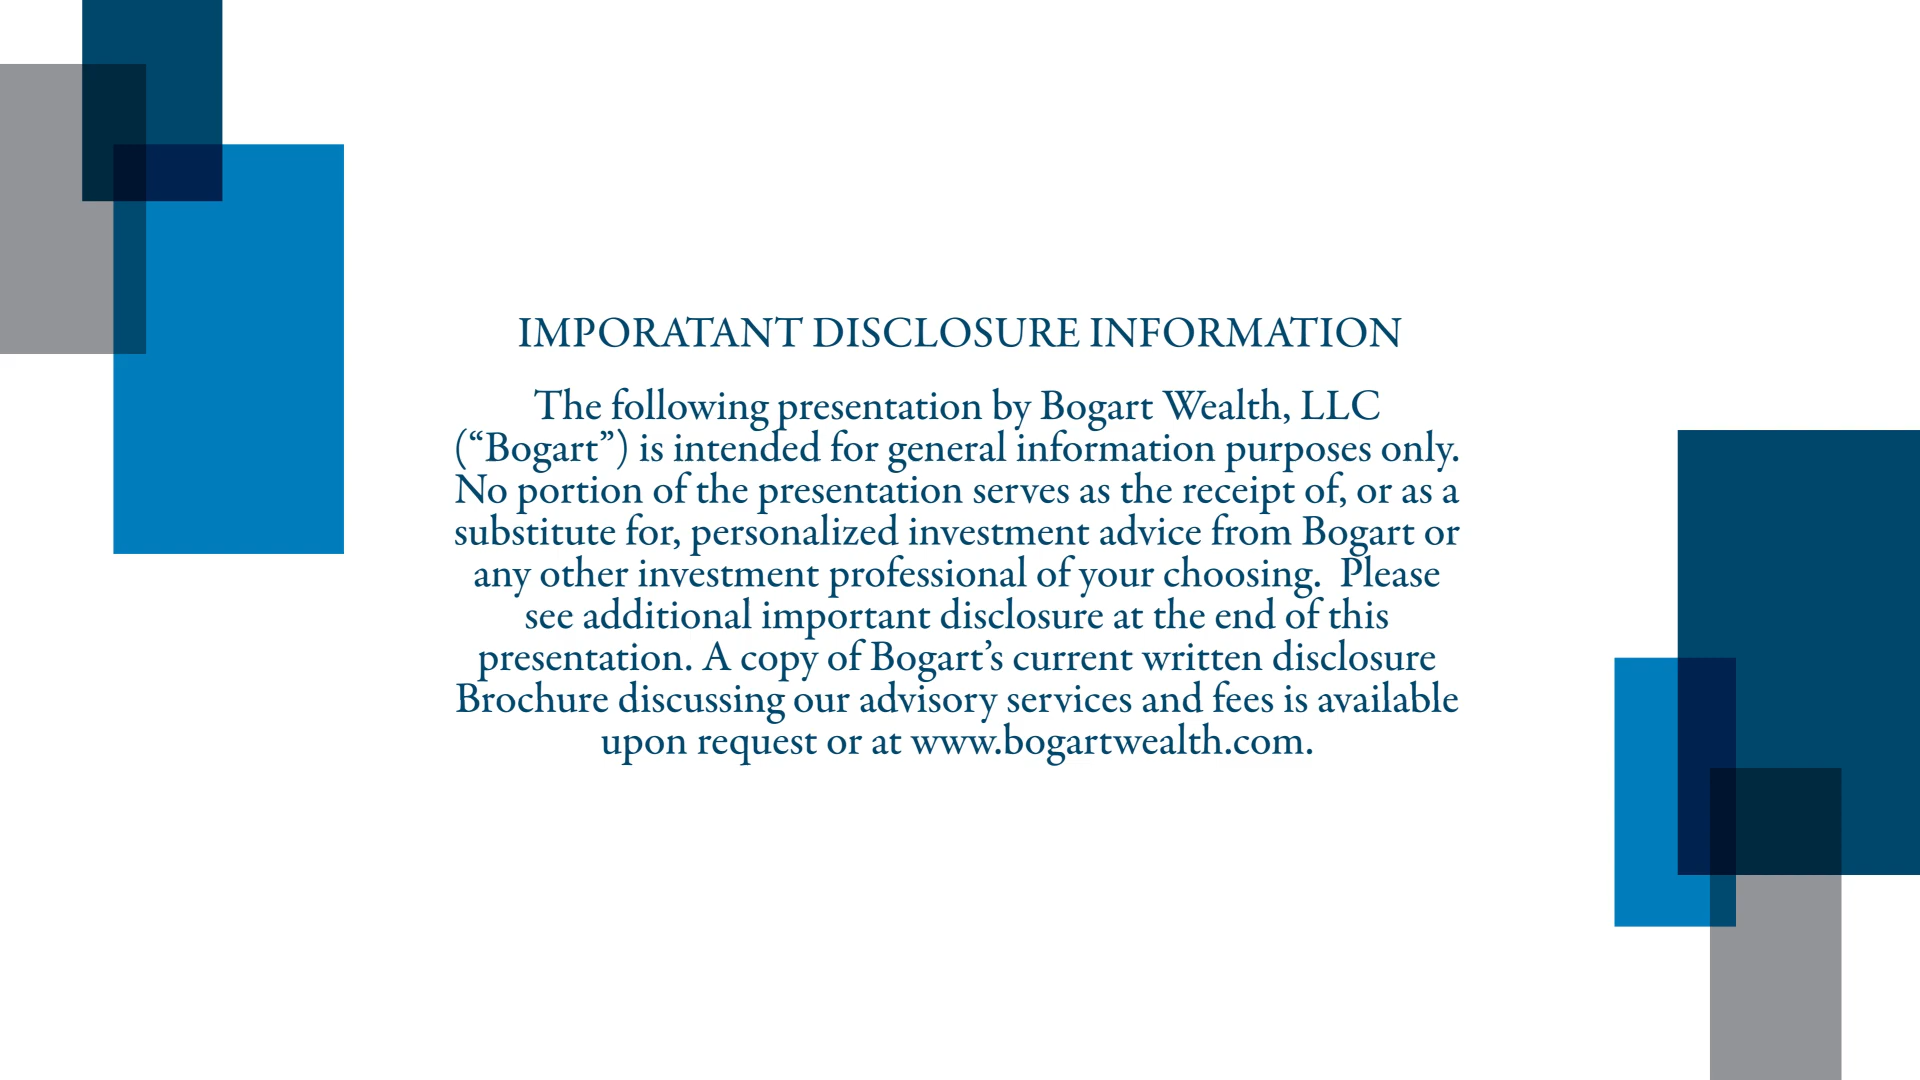 IMPORATANT DISCLOSURE INFORMATION
The following presentation by Bogart Wealth, LLC
(“Bogart”) is intended for general information purposes only.
No portion of the presentation serves as the receipt of, or as a
substitute for, personalized investment advice from Bogart or
any other investment professional of your choosing.  Please
see additional important disclosure at the end of this
presentation. A copy of Bogart’s current written disclosure
Brochure discussing our advisory services and fees is available
upon request or at www.bogartwealth.com.